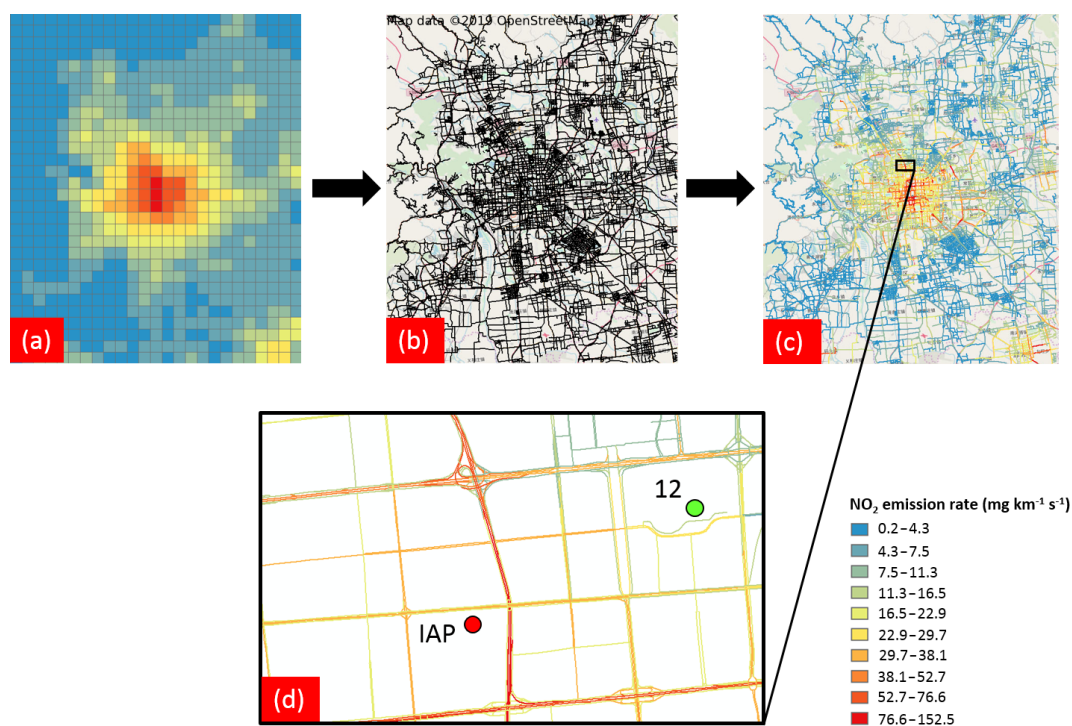 Map data ©2019 OpenStreetMap
(a)
(b)
(c)
12
IAP
(d)
NO₂ emission rate (mg km⁻¹ s⁻¹)
0.2–4.3
4.3–7.5
7.5–11.3
11.3–16.5
16.5–22.9
22.9–29.7
29.7–38.1
38.1–52.7
52.7–76.6
76.6–152.5